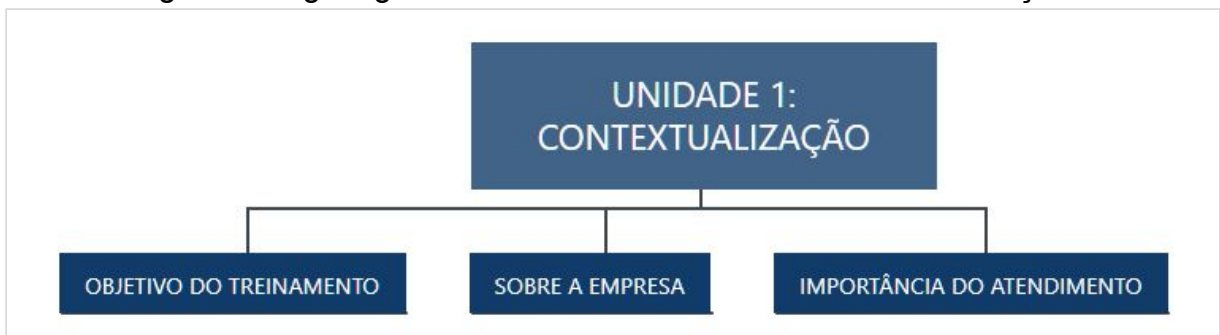 UNIDADE 1:
CONTEXTUALIZAÇÃO
OBJETIVO DO TREINAMENTO
SOBRE A EMPRESA
IMPORTÂNCIA DO ATENDIMENTO